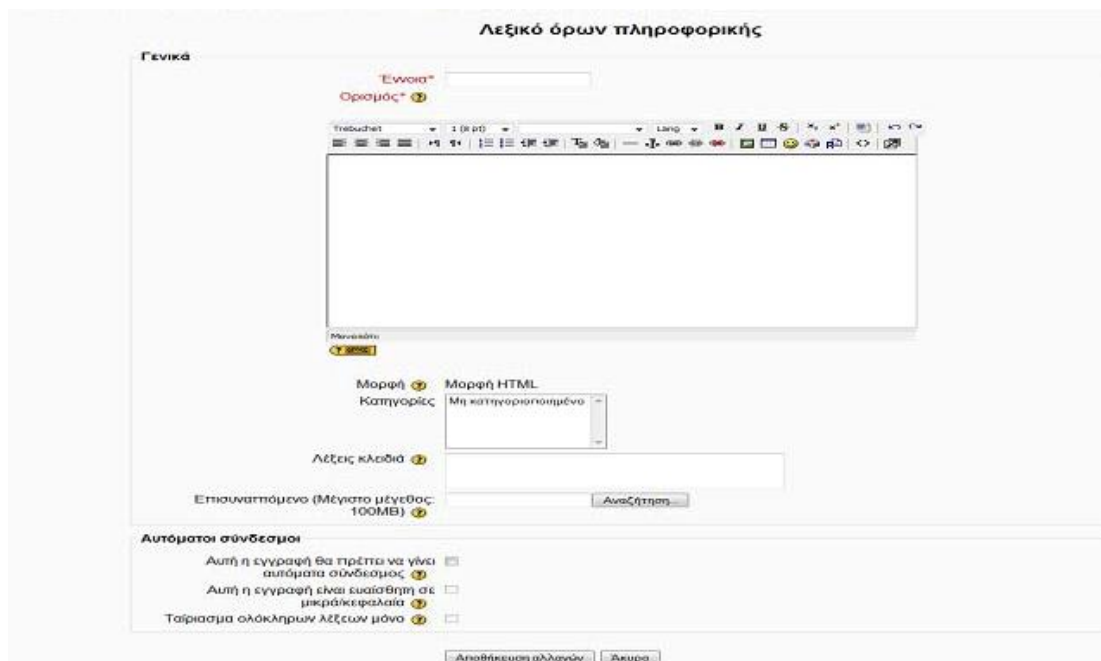 Λεξικό όρων πληροφορικής
Γενικά
Έννοια*
Ορισμός*
Trebuchet 1 (8 pt) Lang B I U S
Μονοπάτι:
Μορφή Μορφή HTML
Κατηγορίες Μη κατηγοριοποιημένο
Λέξεις κλειδιά
Επισυναπτόμενο (Μέγιστο μέγεθος:
100MB) Αναζήτηση...
Αυτόματοι σύνδεσμοι
Αυτή η εγγραφή θα πρέπει να γίνει
αυτόματα σύνδεσμος
Αυτή η εγγραφή είναι ευαίσθητη σε
μικρά/κεφαλαία
Ταίριασμα ολόκληρων λέξεων μόνο
Αποθήκευση αλλαγών Άκυρο